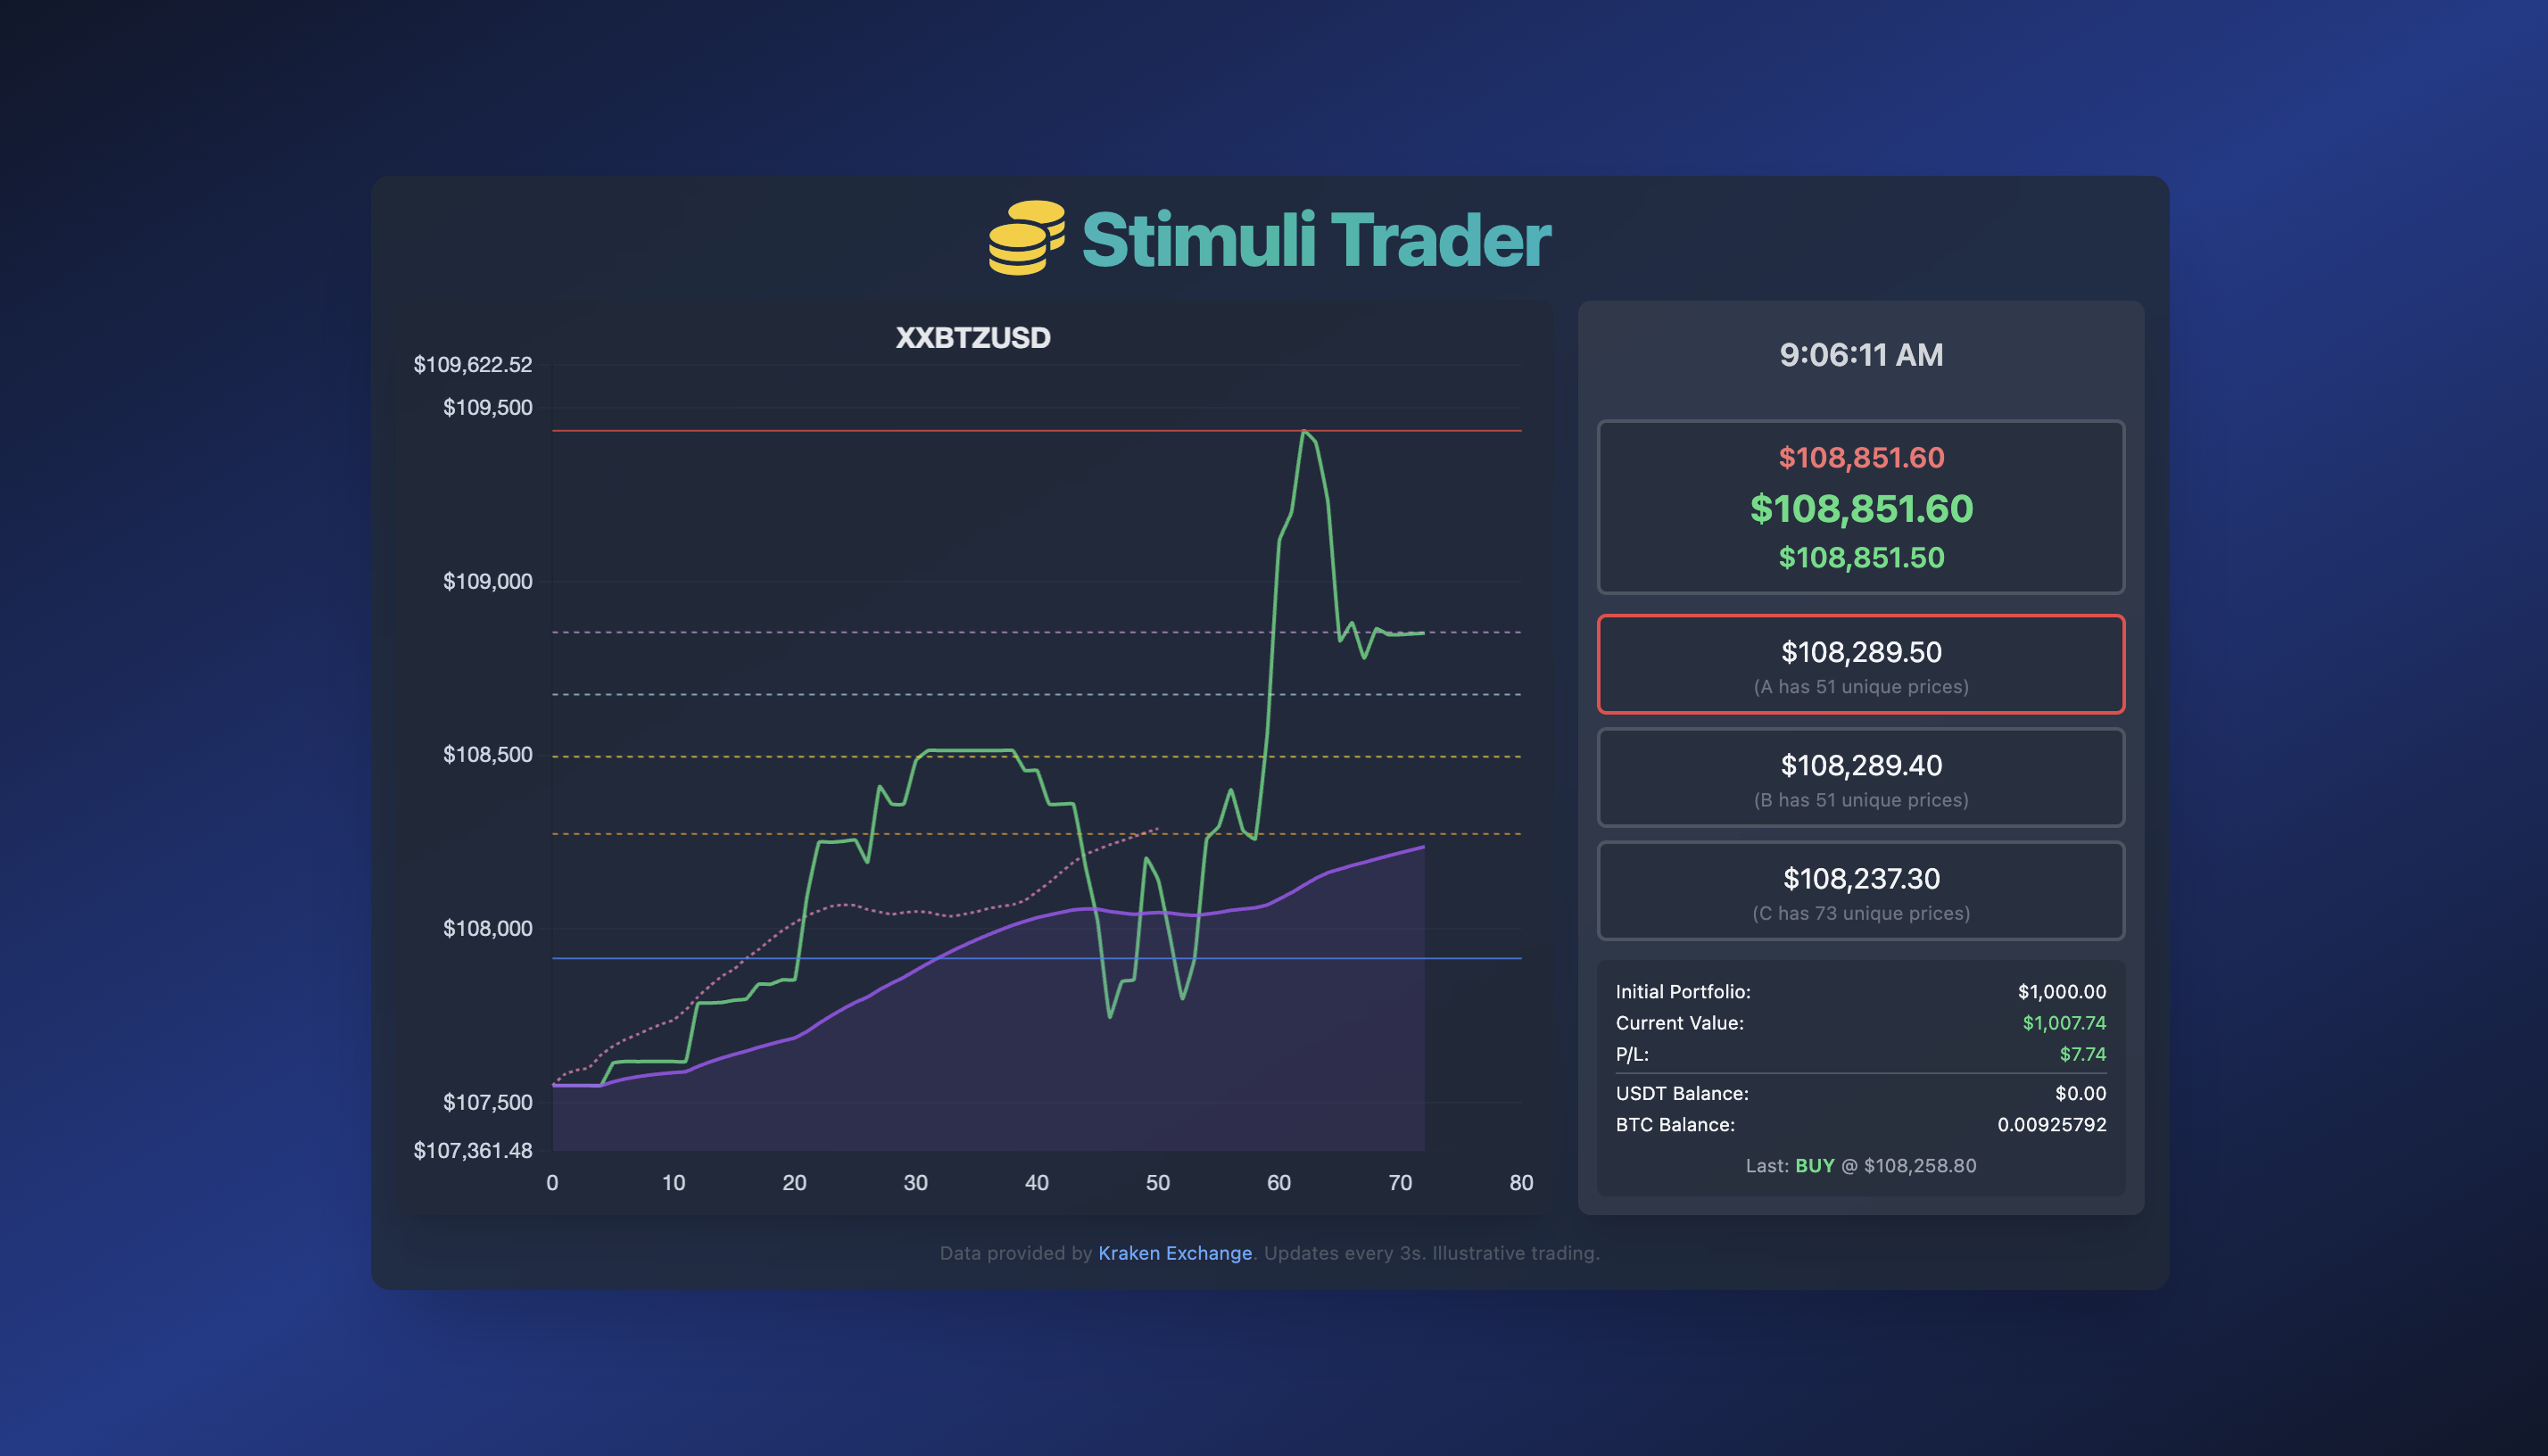 Stimuli Trader
XXBTZUSD
$109,622.52
$109,500
$109,000
$108,500
$108,000
$107,500
$107,361.48
0 10 20 30 40 50 60 70 80
9:06:11 AM
$108,851.60
$108,851.60
$108,851.50
$108,289.50
(A has 51 unique prices)
$108,289.40
(B has 51 unique prices)
$108,237.30
(C has 73 unique prices)
Initial Portfolio: $1,000.00
Current Value: $1,007.74
P/L: $7.74
USDT Balance: $0.00
BTC Balance: 0.00925792
Last: BUY @ $108,258.80
Data provided by Kraken Exchange. Updates every 3s. Illustrative trading.